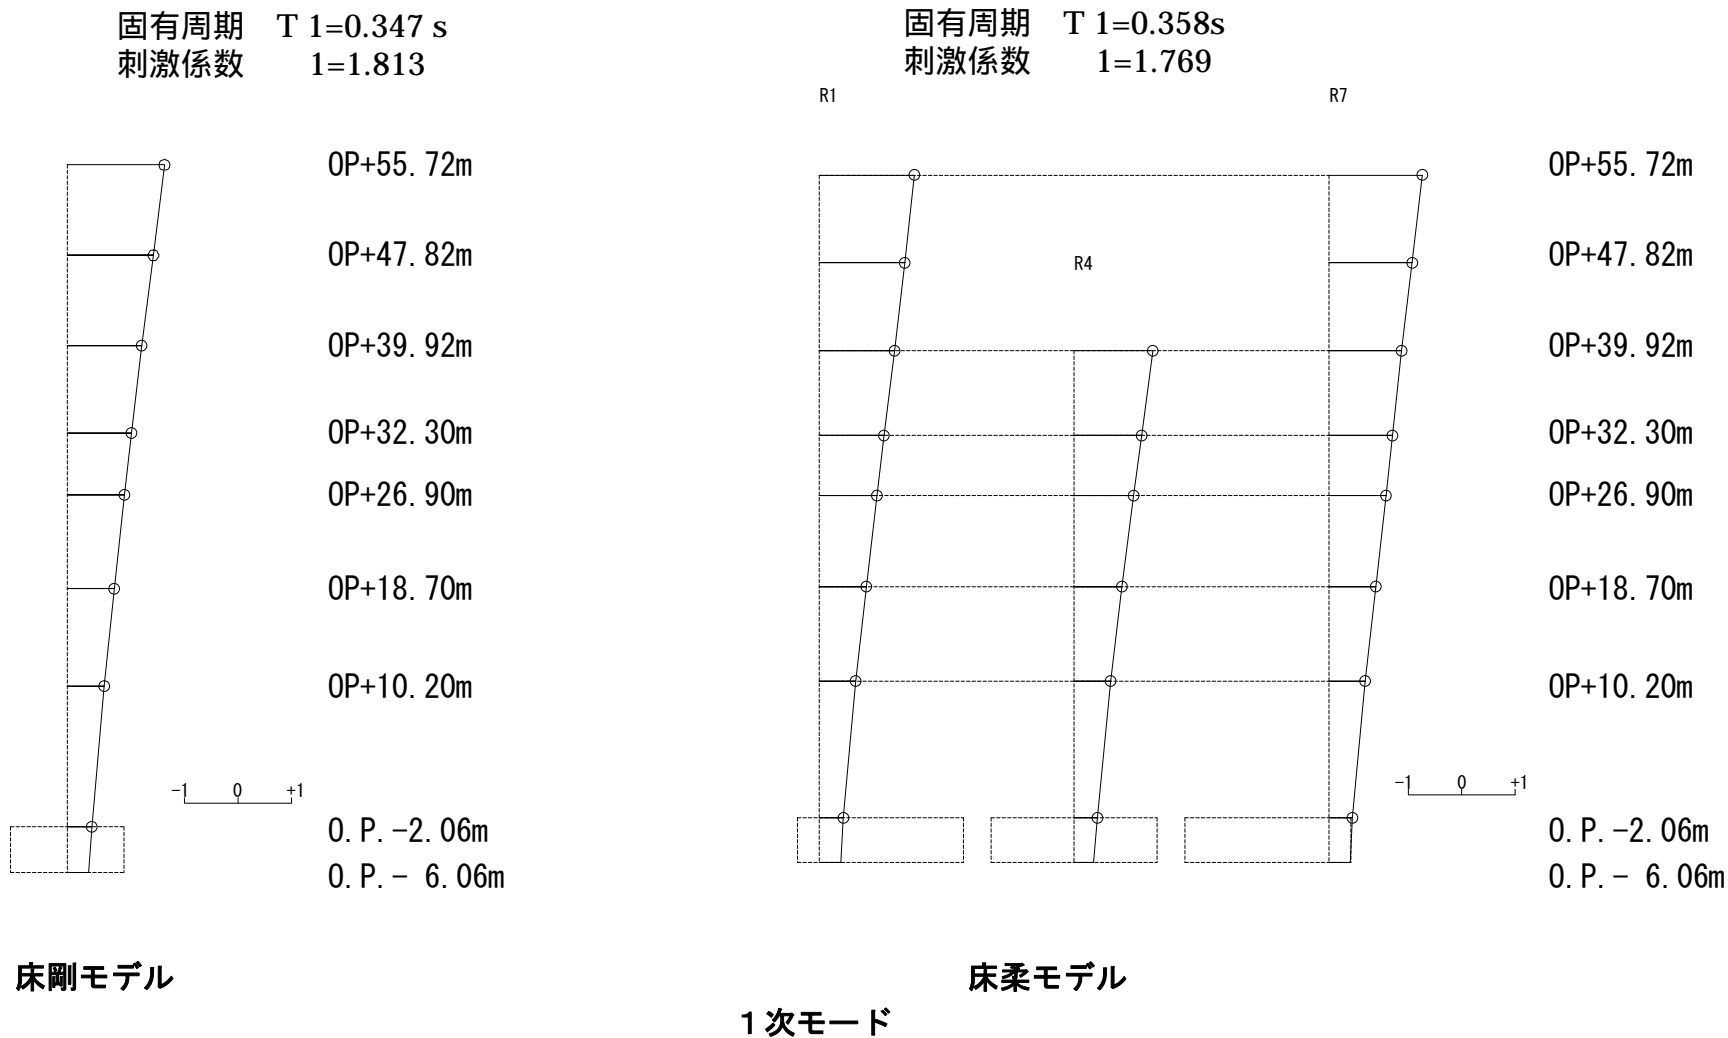 固有周期 T 1=0.347 s
刺激係数 1=1.813
OP+55.72m
OP+47.82m
OP+39.92m
OP+32.30m
OP+26.90m
OP+18.70m
OP+10.20m
-1 0 +1
O.P.-2.06m
O.P.- 6.06m
床剛モデル
固有周期 T 1=0.358s
刺激係数 1=1.769
R1
R7
R4
OP+55.72m
OP+47.82m
OP+39.92m
OP+32.30m
OP+26.90m
OP+18.70m
OP+10.20m
-1 0 +1
O.P.-2.06m
O.P.- 6.06m
床柔モデル
1次モード